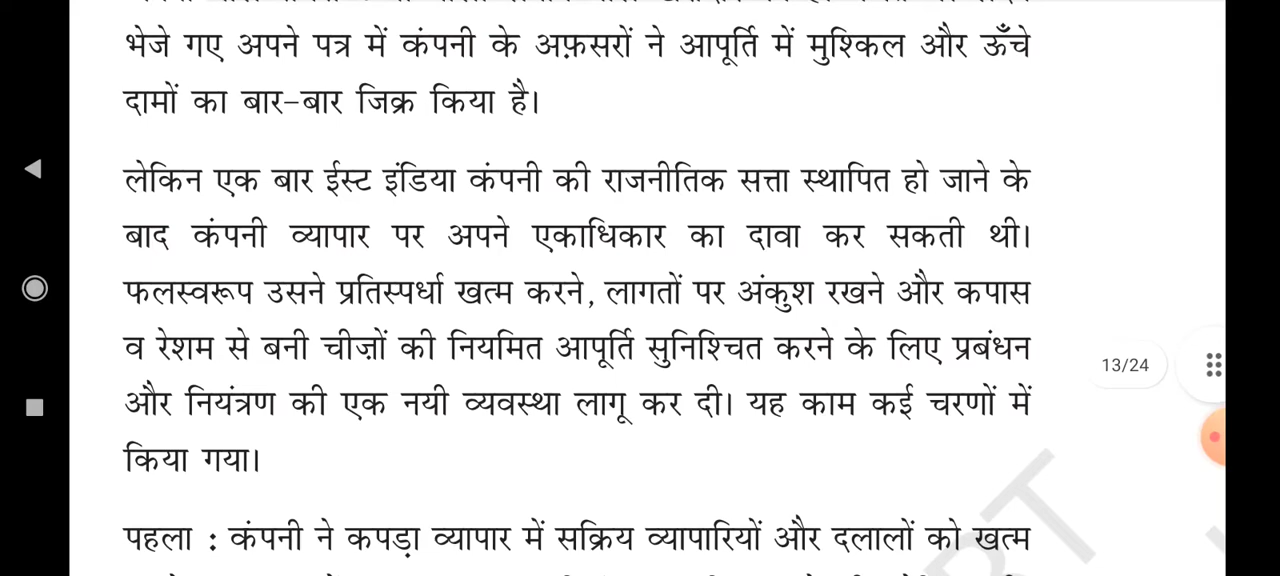 भेजे गए अपने पत्र में कंपनी के अफ़सरों ने आपूर्ति में मुश्किल और ऊँचे
दामों का बार-बार जिक्र किया है।
लेकिन एक बार ईस्ट इंडिया कंपनी की राजनीतिक सत्ता स्थापित हो जाने के
बाद कंपनी व्यापार पर अपने एकाधिकार का दावा कर सकती थी।
फलस्वरूप उसने प्रतिस्पर्धा खत्म करने, लागतों पर अंकुश रखने और कपास
व रेशम से बनी चीज़ों की नियमित आपूर्ति सुनिश्चित करने के लिए प्रबंधन
और नियंत्रण की एक नयी व्यवस्था लागू कर दी। यह काम कई चरणों में
किया गया।
पहला : कंपनी ने कपड़ा व्यापार में सक्रिय व्यापारियों और दलालों को खत्म
13/24